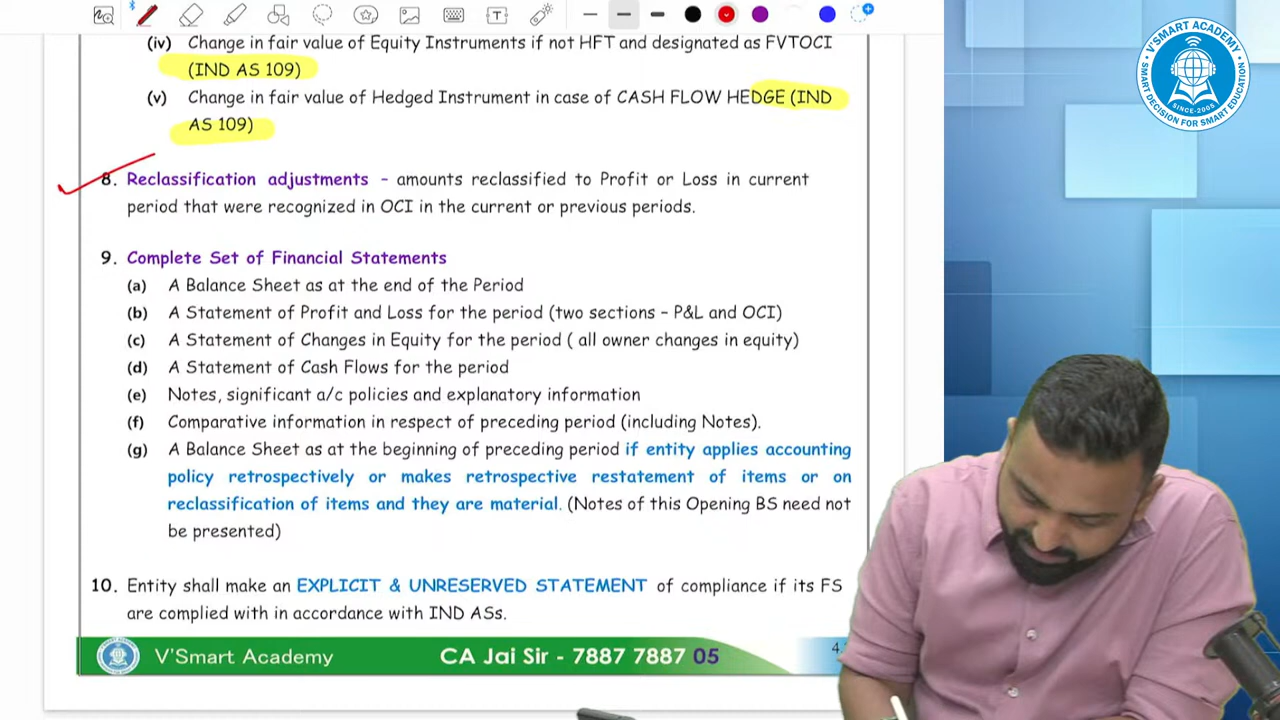 (iv) Change in fair value of Equity Instruments if not HFT and designated as FVTOCI
(IND AS 109)
(v) Change in fair value of Hedged Instrument in case of CASH FLOW HEDGE (IND
AS 109)
8. Reclassification adjustments - amounts reclassified to Profit or Loss in current
period that were recognized in OCI in the current or previous periods.
9. Complete Set of Financial Statements
(a) A Balance Sheet as at the end of the Period
(b) A Statement of Profit and Loss for the period (two sections – P&L and OCI)
(c) A Statement of Changes in Equity for the period ( all owner changes in equity)
(d) A Statement of Cash Flows for the period
(e) Notes, significant a/c policies and explanatory information
(f) Comparative information in respect of preceding period (including Notes).
(g) A Balance Sheet as at the beginning of preceding period if entity applies accounting
policy retrospectively or makes retrospective restatement of items or on
reclassification of items and they are material. (Notes of this Opening BS need not
be presented)
10. Entity shall make an EXPLICIT & UNRESERVED STATEMENT of compliance if its FS
are complied with in accordance with IND ASs.
V'Smart Academy
CA Jai Sir - 7887 7887 05
V'SMART ACADEMY
SINCE-2005
SMART DECISION FOR SMART EDUCATION